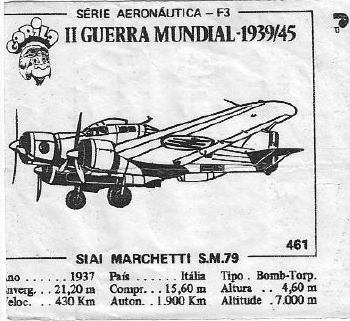 SÉRIE AERONÁUTICA – F3
II GUERRA MUNDIAL-1939/45
461
SIAI MARCHETTI S.M.79
no . . . . . . 1937 País . . . . . . Itália Tipo . Bomb-Torp.
nverg. . . 21,20 m Compr. . . 15,60 m Altura . . 4,60 m
eloc. . . 430 Km Auton. . 1.900 Km Altitude . 7.000 m